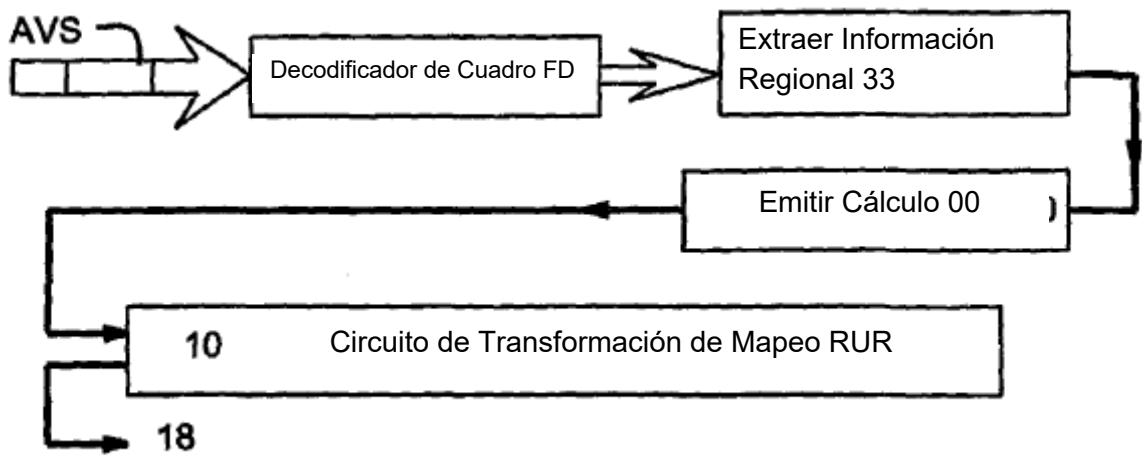 AVS
Decodificador de Cuadro FD
Extraer Información
Regional 33
Emitir Cálculo 00 )
10 Circuito de Transformación de Mapeo RUR
18